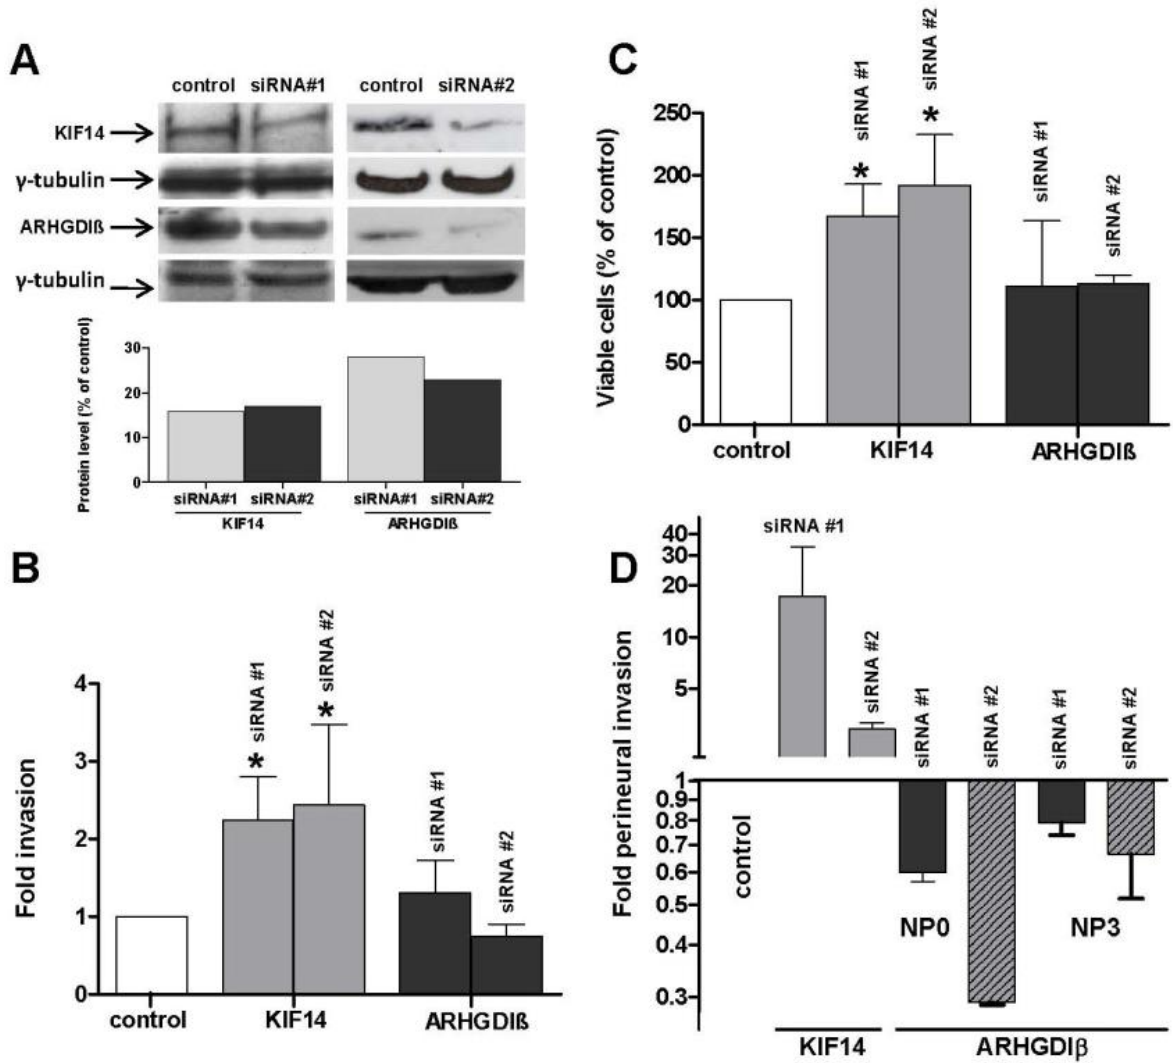 A
control siRNA#1 control siRNA#2
KIF14
γ-tubulin
ARHGDIß
γ-tubulin
Protein level (% of control)
30
20
10
0
siRNA#1 siRNA#2 siRNA#1 siRNA#2
KIF14 ARHGDIß
B
Fold invasion
4
3
2
1
0
* siRNA #1
* siRNA #2
siRNA #1
siRNA #2
control KIF14 ARHGDIß
C
Viable cells (% of control)
250
200
150
100
50
0
* siRNA #1
* siRNA #2
siRNA #1
siRNA #2
control KIF14 ARHGDIß
D
Fold perineural invasion
40
30
20
10
5
1
0.9
0.8
0.7
0.6
0.5
0.4
0.3
siRNA #1
siRNA #2
siRNA #1
siRNA #2
siRNA #1
siRNA #2
control
NP0 NP3
KIF14 ARHGDIβ